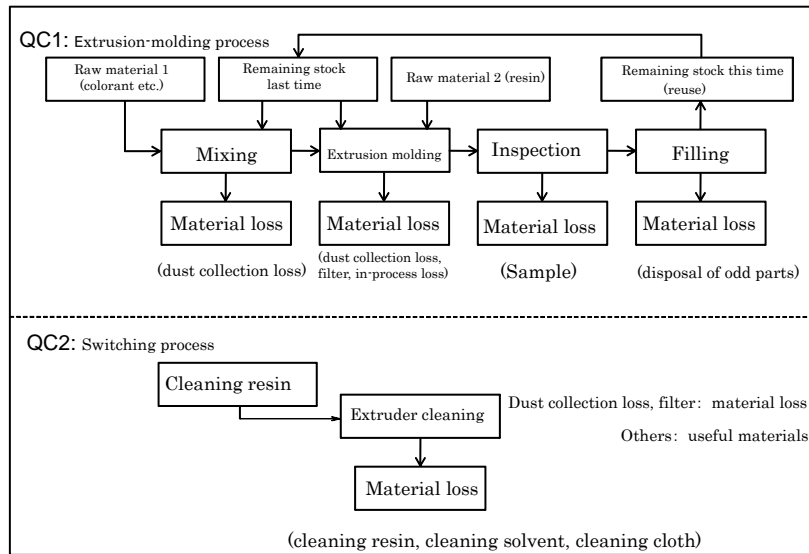 QC1: Extrusion-molding process
Raw material 1
(colorant etc.)
Remaining stock
last time
Raw material 2 (resin)
Remaining stock this time
(reuse)
Mixing
Extrusion molding
Inspection
Filling
Material loss
Material loss
Material loss
Material loss
(dust collection loss)
(dust collection loss,
filter, in-process loss)
(Sample)
(disposal of odd parts)
QC2: Switching process
Cleaning resin
Extruder cleaning
Dust collection loss, filter: material loss
Others: useful materials
Material loss
(cleaning resin, cleaning solvent, cleaning cloth)